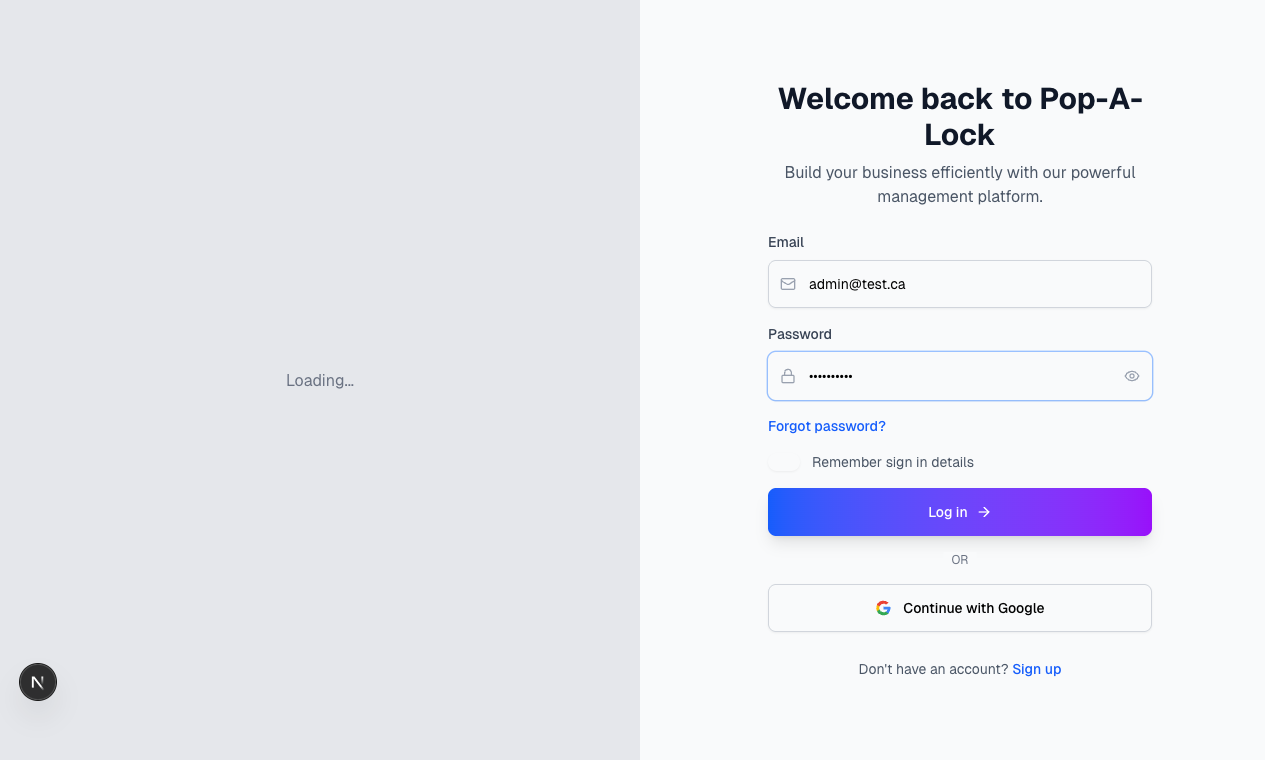 Loading...
Welcome back to Pop-A-
Lock
Build your business efficiently with our powerful
management platform.
Email
admin@test.ca
Password
••••••••••
Forgot password?
Remember sign in details
Log in
OR
Continue with Google
Don't have an account? Sign up
N